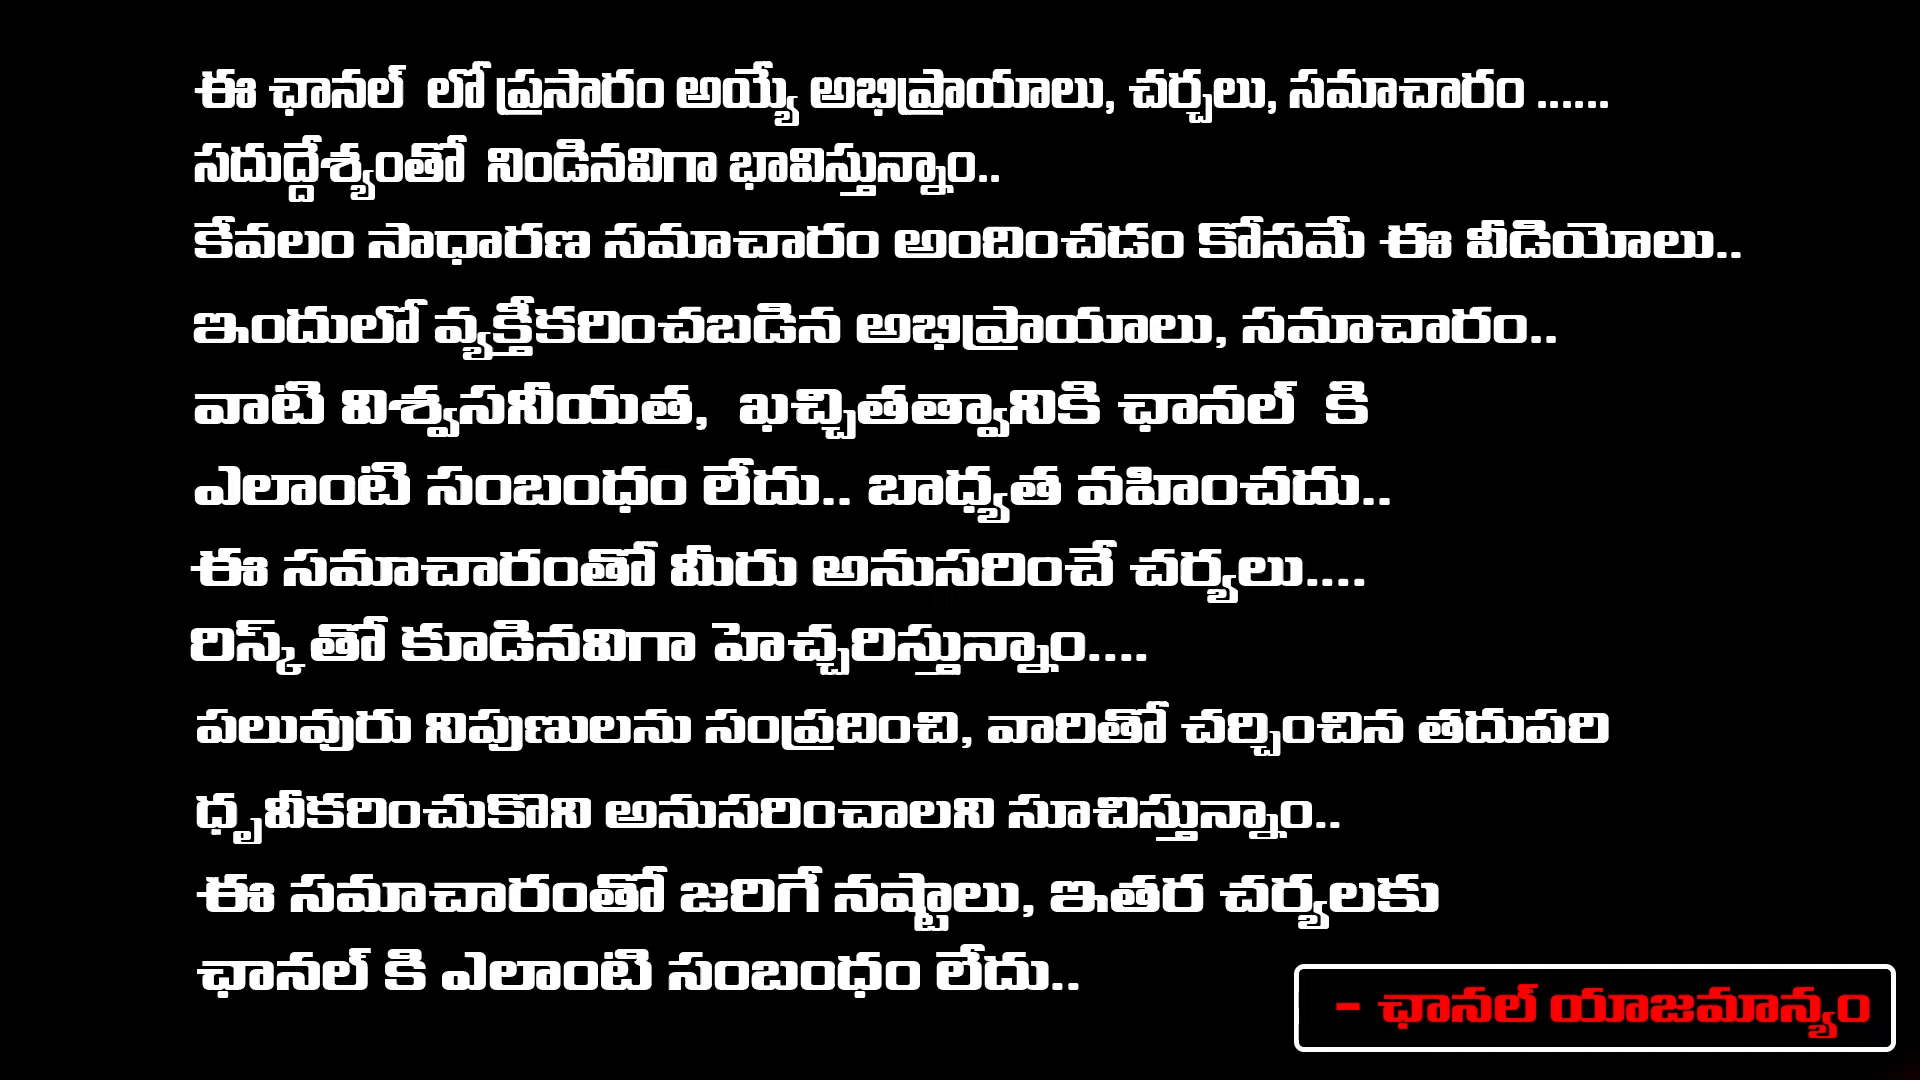 ఈ ఛానల్ లో ప్రసారం అయ్యే అభిప్రాయాలు, చర్చలు, సమాచారం ......
సదుద్దేశ్యంతో నిండినవిగా భావిస్తున్నాం..
కేవలం సాధారణ సమాచారం అందించడం కోసమే ఈ వీడియోలు..
ఇందులో వ్యక్తీకరించబడిన అభిప్రాయాలు, సమాచారం..
వాటి విశ్వసనీయత, ఖచ్చితత్వానికి ఛానల్ కి
ఎలాంటి సంబంధం లేదు.. బాధ్యత వహించదు..
ఈ సమాచారంతో మీరు అనుసరించే చర్యలు....
రిస్క్ తో కూడినవిగా హెచ్చరిస్తున్నాం....
పలువురు నిపుణులను సంప్రదించి, వారితో చర్చించిన తదుపరి
ధృవీకరించుకొని అనుసరించాలని సూచిస్తున్నాం..
ఈ సమాచారంతో జరిగే నష్టాలు, ఇతర చర్యలకు
ఛానల్ కి ఎలాంటి సంబంధం లేదు..
- ఛానల్ యాజమాన్యం